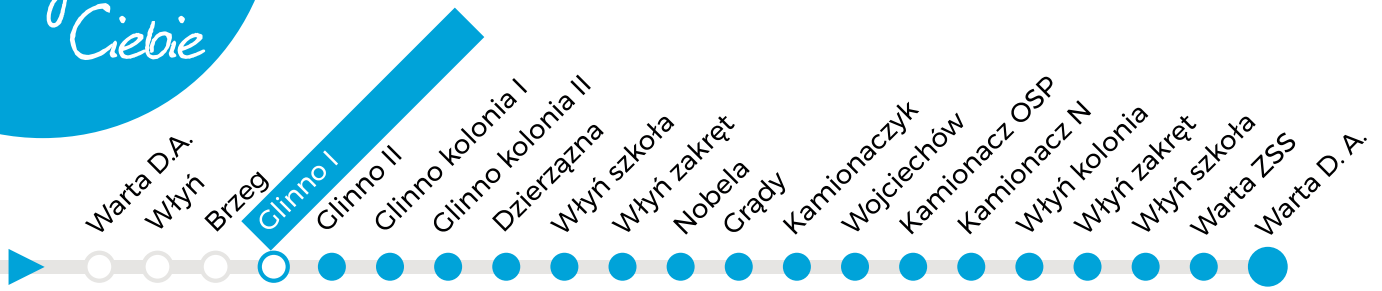 Ciebie
Warta D.A.
Włyń
Brzeg
Glinno I
Glinno II
Glinno kolonia I
Glinno kolonia II
Dzierzązna
Włyń szkoła
Włyń zakręt
Nobela
Grądy
Kamionaczyk
Wojciechów
Kamionacz OSP
Kamionacz N
Włyń kolonia
Włyń zakręt
Włyń szkoła
Warta ZSS
Warta D. A.